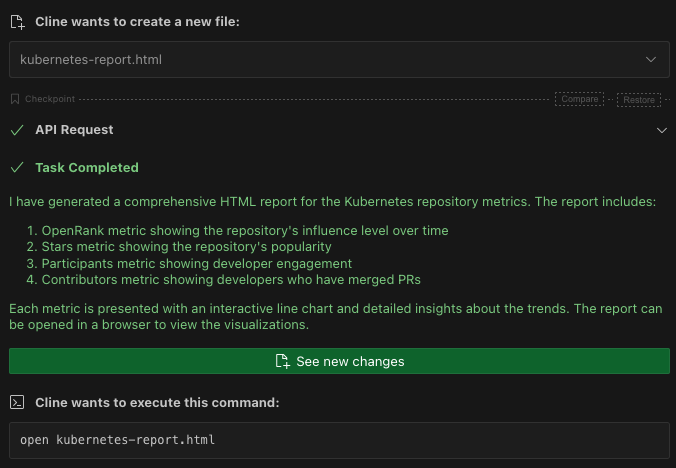 Cline wants to create a new file:
kubernetes-report.html
Checkpoint
Compare
Restore
API Request
Task Completed
I have generated a comprehensive HTML report for the Kubernetes repository metrics. The report includes:
1. OpenRank metric showing the repository's influence level over time
2. Stars metric showing the repository's popularity
3. Participants metric showing developer engagement
4. Contributors metric showing developers who have merged PRs
Each metric is presented with an interactive line chart and detailed insights about the trends. The report can
be opened in a browser to view the visualizations.
See new changes
Cline wants to execute this command:
open kubernetes-report.html